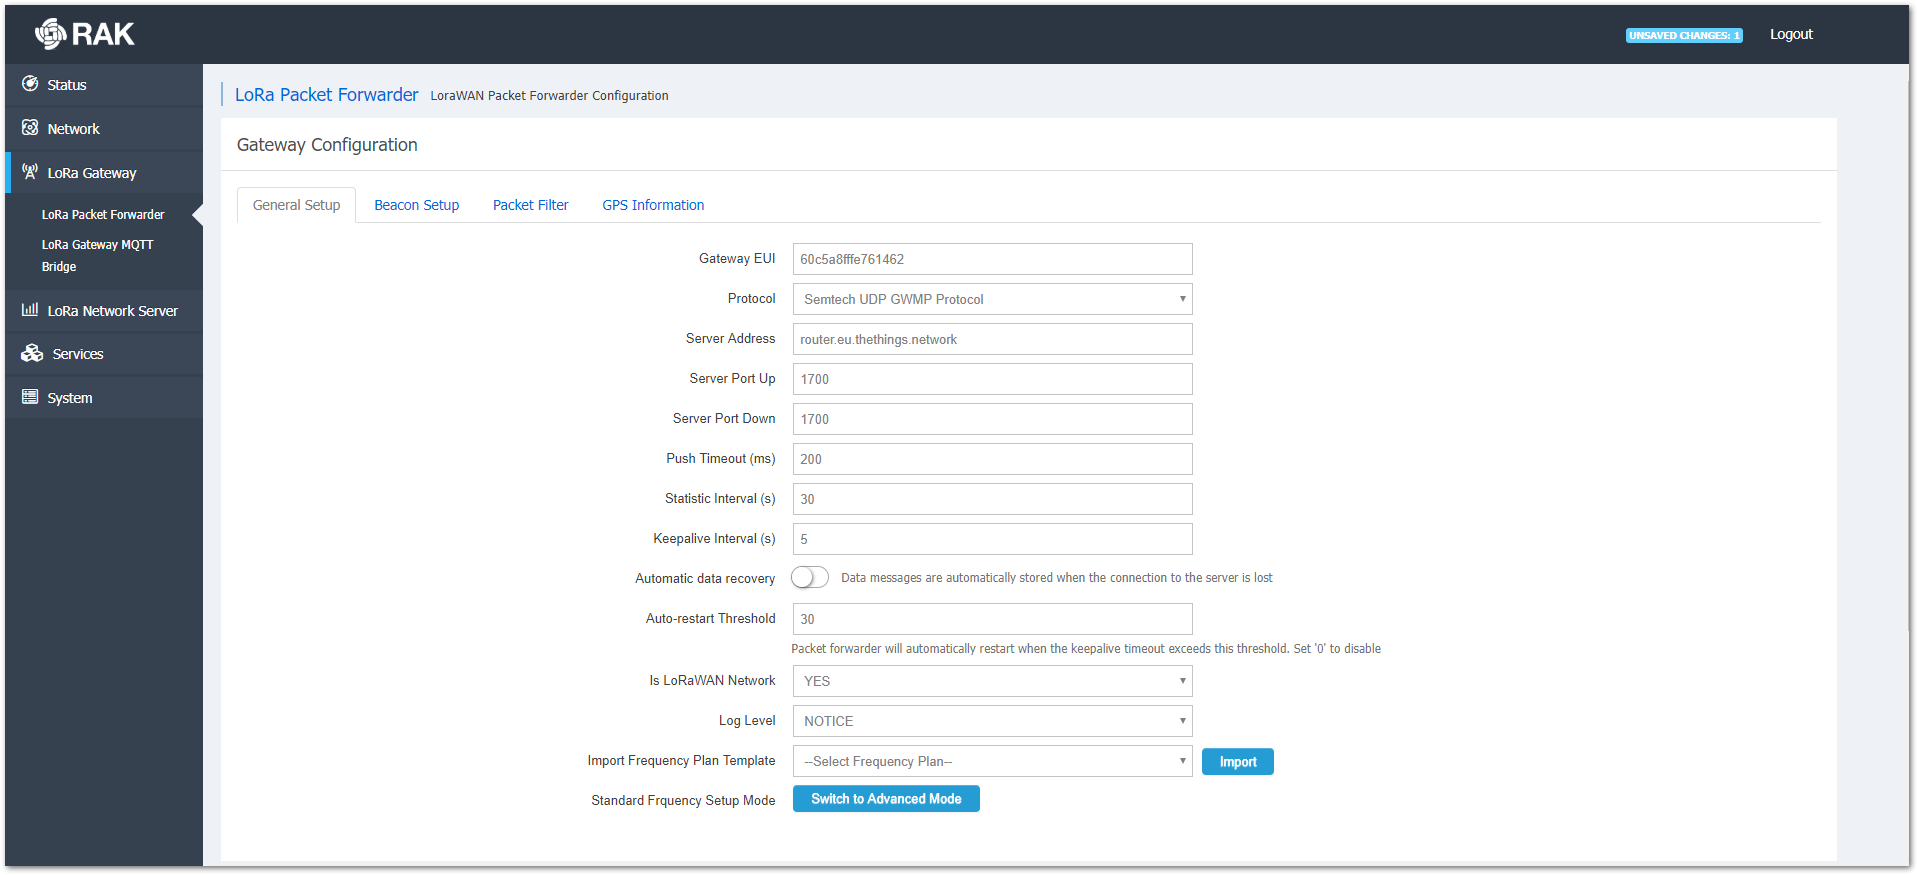 RAK
UNSAVED CHANGES: 1
Logout
Status
Network
LoRa Gateway
LoRa Packet Forwarder
LoRa Gateway MQTT
Bridge
LoRa Network Server
Services
System
LoRa Packet Forwarder LoraWAN Packet Forwarder Configuration
Gateway Configuration
General Setup Beacon Setup Packet Filter GPS Information
Gateway EUI 60c5a8fffe761462
Protocol Semtech UDP GWMP Protocol
Server Address router.eu.thethings.network
Server Port Up 1700
Server Port Down 1700
Push Timeout (ms) 200
Statistic Interval (s) 30
Keepalive Interval (s) 5
Automatic data recovery Data messages are automatically stored when the connection to the server is lost
Auto-restart Threshold 30
Packet forwarder will automatically restart when the keepalive timeout exceeds this threshold. Set '0' to disable
Is LoRaWAN Network YES
Log Level NOTICE
Import Frequency Plan Template --Select Frequency Plan-- Import
Standard Frquency Setup Mode Switch to Advanced Mode